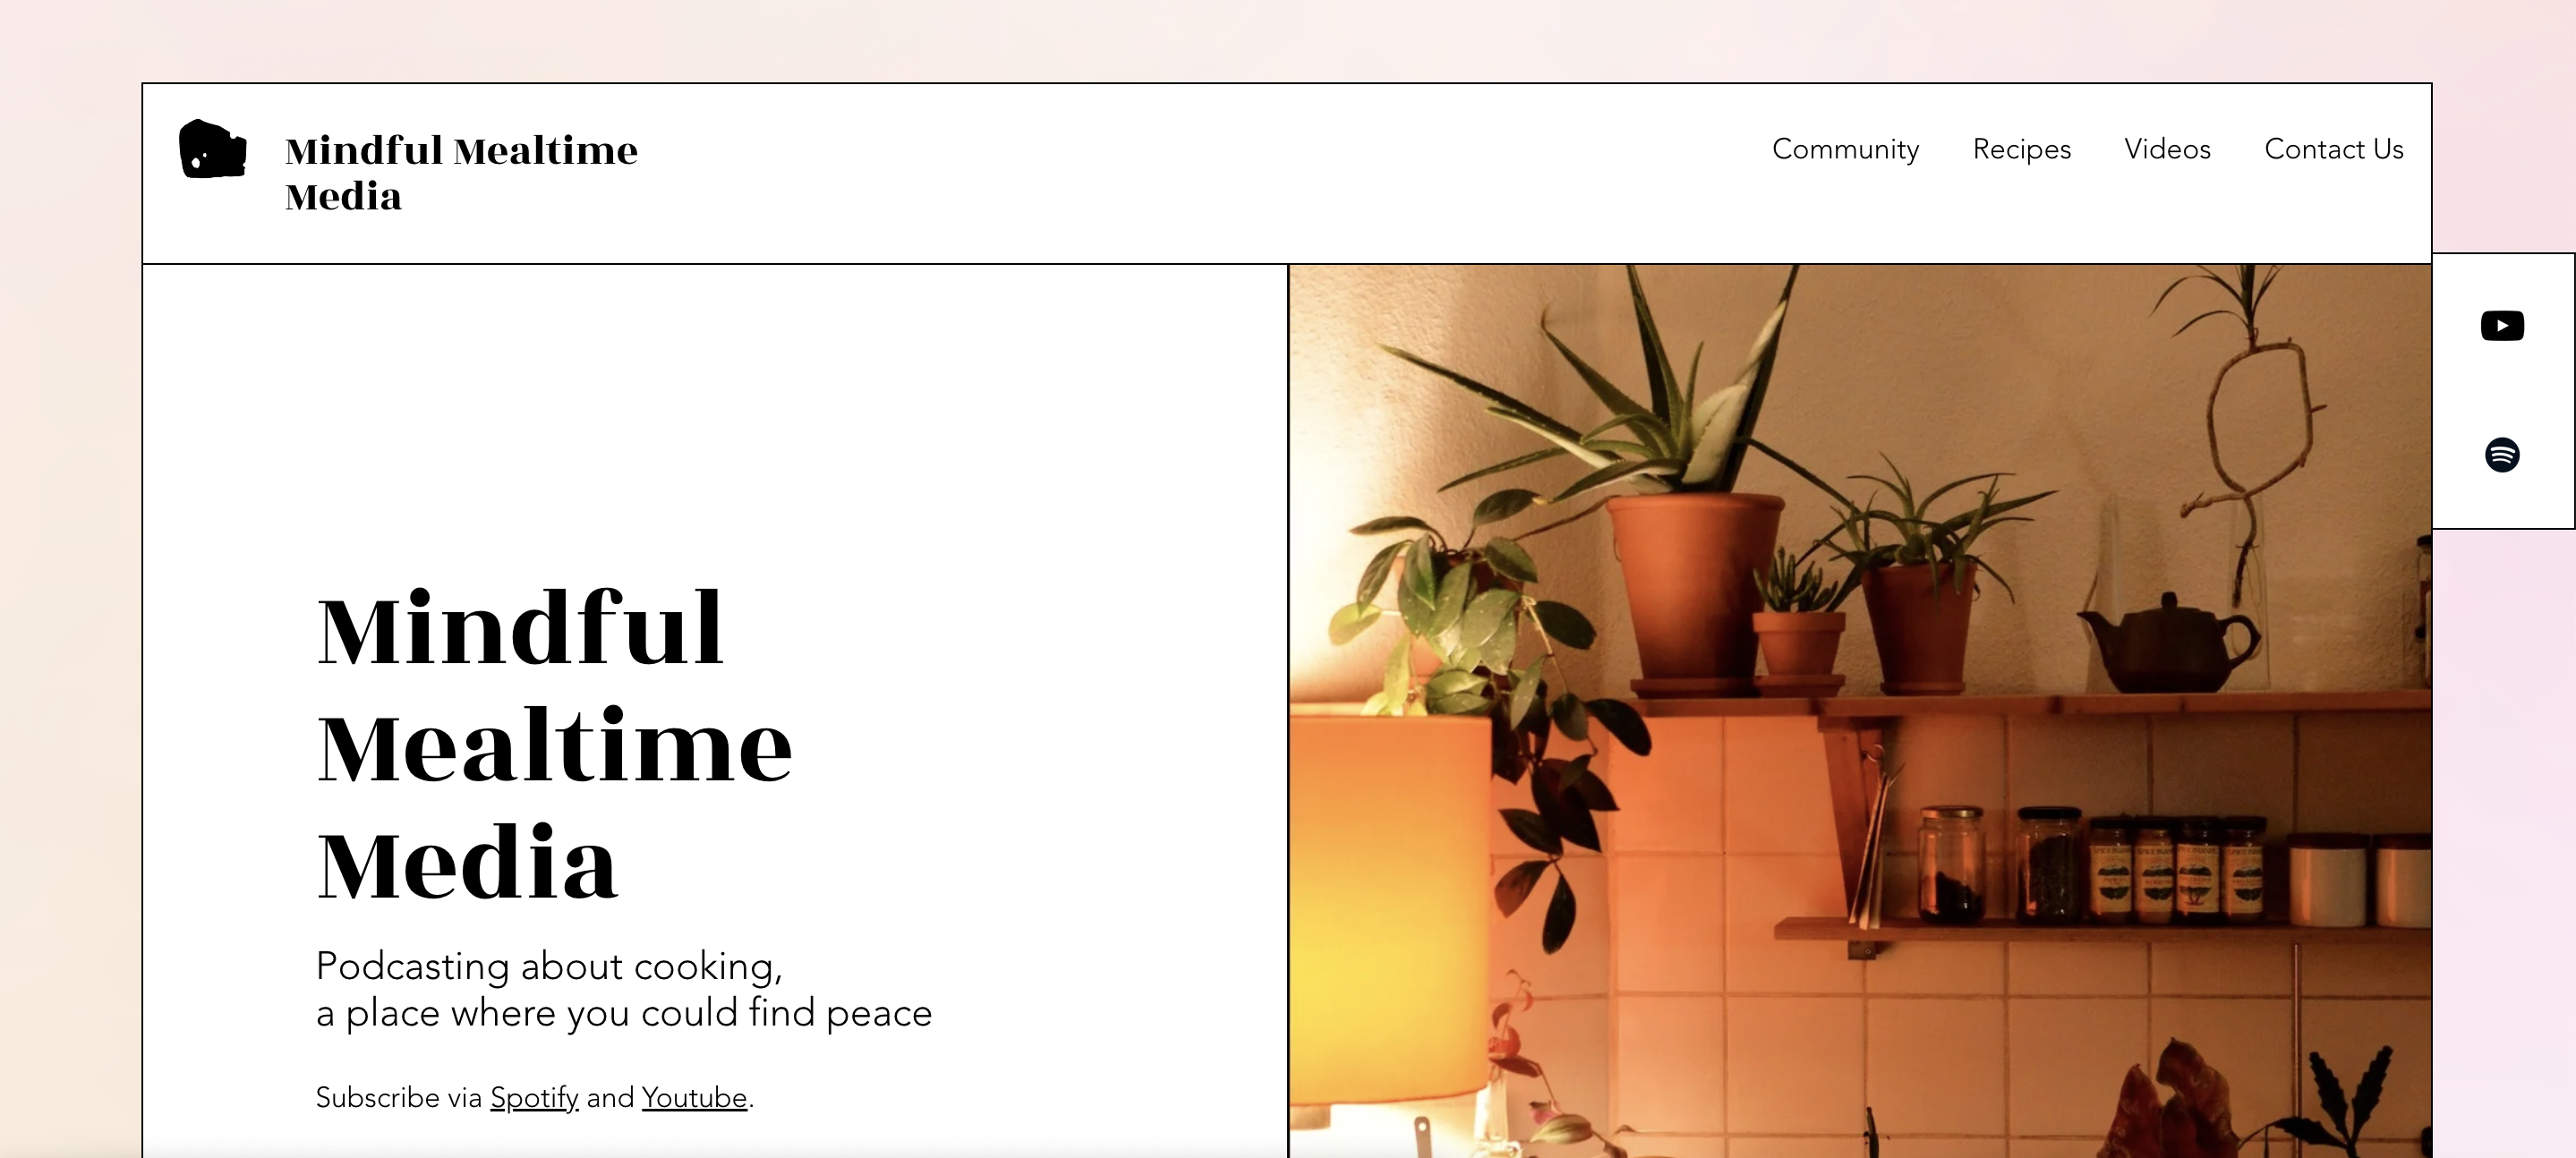 Mindful Mealtime
Media
Community Recipes Videos Contact Us
Mindful
Mealtime
Media
Podcasting about cooking,
a place where you could find peace
Subscribe via Spotify and Youtube.